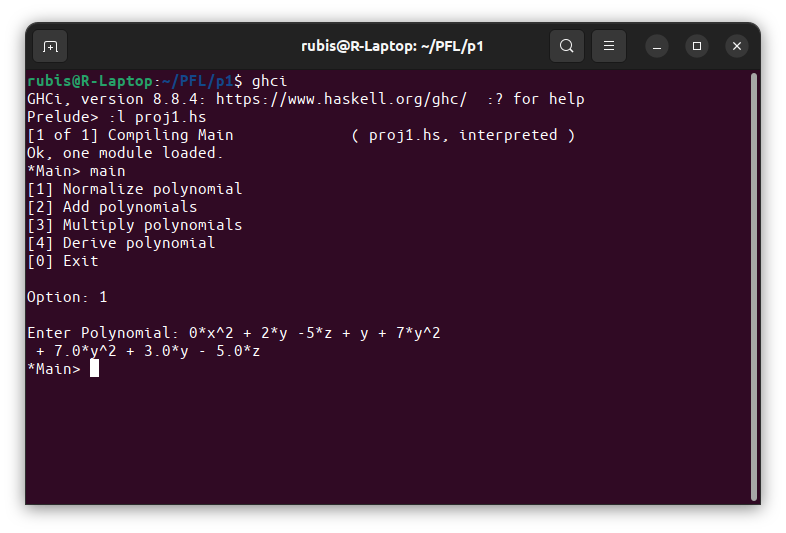 rubis@R-Laptop: ~/PFL/p1
rubis@R-Laptop:~/PFL/p1$ ghci
GHCi, version 8.8.4: https://www.haskell.org/ghc/  :? for help
Prelude> :l proj1.hs
[1 of 1] Compiling Main             ( proj1.hs, interpreted )
Ok, one module loaded.
*Main> main
[1] Normalize polynomial
[2] Add polynomials
[3] Multiply polynomials
[4] Derive polynomial
[0] Exit
Option: 1
Enter Polynomial: 0*x^2 + 2*y -5*z + y + 7*y^2
 + 7.0*y^2 + 3.0*y - 5.0*z
*Main>